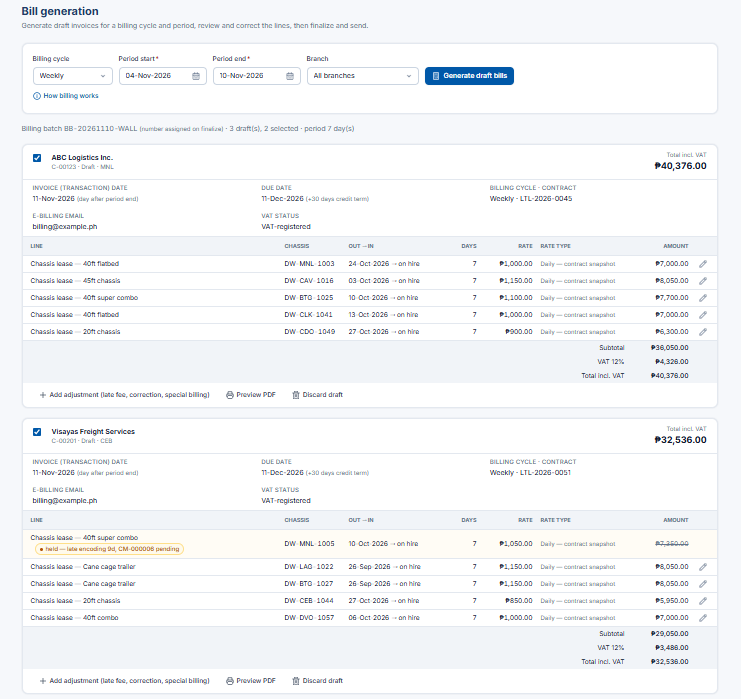 Bill generation
Generate draft invoices for a billing cycle and period, review and correct the lines, then finalize and send.
Billing cycle Period start* Period end* Branch
Weekly 04-Nov-2026 10-Nov-2026 All branches Generate draft bills
How billing works
Billing batch BB-20261110-WALL (number assigned on finalize) · 3 draft(s), 2 selected · period 7 day(s)
ABC Logistics Inc. Total incl. VAT
C-00123 · Draft · MNL ₱40,376.00
INVOICE (TRANSACTION) DATE DUE DATE BILLING CYCLE · CONTRACT
11-Nov-2026 (day after period end) 11-Dec-2026 (+30 days credit term) Weekly · LTL-2026-0045
E-BILLING EMAIL VAT STATUS
billing@example.ph VAT-registered
LINE CHASSIS OUT→IN DAYS RATE RATE TYPE AMOUNT
Chassis lease — 40ft flatbed DW-MNL-1003 24-Oct-2026 → on hire 7 ₱1,000.00 Daily — contract snapshot ₱7,000.00
Chassis lease — 45ft chassis DW-CAV-1016 03-Oct-2026 → on hire 7 ₱1,150.00 Daily — contract snapshot ₱8,050.00
Chassis lease — 40ft super combo DW-BTG-1025 10-Oct-2026 → on hire 7 ₱1,100.00 Daily — contract snapshot ₱7,700.00
Chassis lease — 40ft flatbed DW-CLK-1041 13-Oct-2026 → on hire 7 ₱1,000.00 Daily — contract snapshot ₱7,000.00
Chassis lease — 20ft chassis DW-CDO-1049 27-Oct-2026 → on hire 7 ₱900.00 Daily — contract snapshot ₱6,300.00
Subtotal ₱36,050.00
VAT 12% ₱4,326.00
Total incl. VAT ₱40,376.00
+ Add adjustment (late fee, correction, special billing) Preview PDF Discard draft
Visayas Freight Services Total incl. VAT
C-00201 · Draft · CEB ₱32,536.00
INVOICE (TRANSACTION) DATE DUE DATE BILLING CYCLE · CONTRACT
11-Nov-2026 (day after period end) 11-Dec-2026 (+30 days credit term) Weekly · LTL-2026-0051
E-BILLING EMAIL VAT STATUS
billing@example.ph VAT-registered
LINE CHASSIS OUT→IN DAYS RATE RATE TYPE AMOUNT
Chassis lease — 40ft super combo DW-MNL-1005 10-Oct-2026 → on hire 7 ₱1,050.00 Daily — contract snapshot ₱7,350.00
held — late encoding 9d, CM-000006 pending
Chassis lease — Cane cage trailer DW-LAG-1022 26-Sep-2026 → on hire 7 ₱1,150.00 Daily — contract snapshot ₱8,050.00
Chassis lease — Cane cage trailer DW-BTG-1027 26-Sep-2026 → on hire 7 ₱1,150.00 Daily — contract snapshot ₱8,050.00
Chassis lease — 20ft chassis DW-CEB-1044 27-Oct-2026 → on hire 7 ₱850.00 Daily — contract snapshot ₱5,950.00
Chassis lease — 40ft combo DW-DVO-1057 06-Oct-2026 → on hire 7 ₱1,000.00 Daily — contract snapshot ₱7,000.00
Subtotal ₱29,050.00
VAT 12% ₱3,486.00
Total incl. VAT ₱32,536.00
+ Add adjustment (late fee, correction, special billing) Preview PDF Discard draft